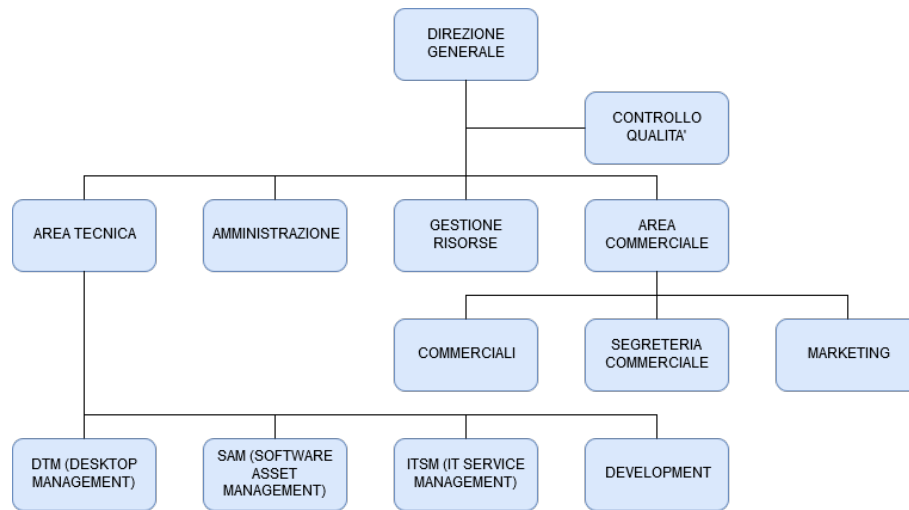 DIREZIONE
GENERALE
CONTROLLO
QUALITA'
AREA TECNICA
AMMINISTRAZIONE
GESTIONE
RISORSE
AREA
COMMERCIALE
COMMERCIALI
SEGRETERIA
COMMERCIALE
MARKETING
DTM (DESKTOP
MANAGEMENT)
SAM (SOFTWARE
ASSET
MANAGEMENT)
ITSM (IT SERVICE
MANAGEMENT)
DEVELOPMENT